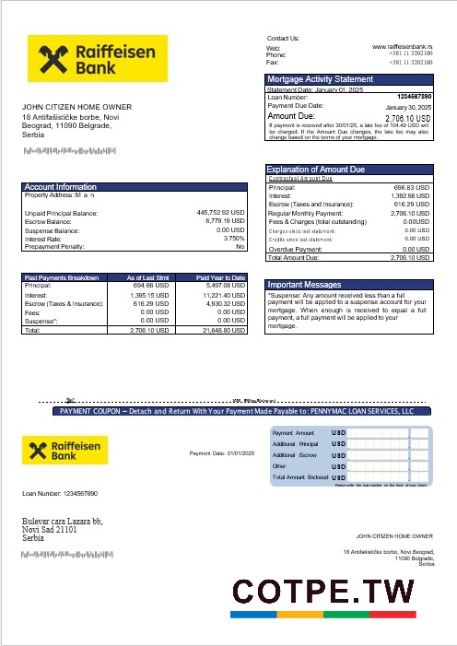 Raiffeisen
Bank
Contact Us:
Web: www.raiffeisenbank.rs
Phone: +381 11 3202100
Fax: +381 11 3202100
Mortgage Activity Statement
Statement Date: January 01, 2025
Loan Number: 1234567890
Payment Due Date: January 30, 2025
Amount Due: 2,706.10 USD
If payment is received after 30/01/25, a late fee of 104.49 USD will
be charged. If the Amount Due changes, the late fee may also
change based on the terms of your mortgage.
JOHN CITIZEN HOME OWNER
18 Antifašističke borbe, Novi
Beograd, 11090 Belgrade,
Serbia
Explanation of Amount Due
Contractual Amount Due
Principal: 696.83 USD
Interest: 1,392.98 USD
Escrow (Taxes and Insurance): 616.29 USD
Regular Monthly Payment: 2,706.10 USD
Fees & Charges (total outstanding) 0.00USD
Charges since last statement: 0.00 USD
Credits since last statement: 0.00 USD
Overdue Payment: 0.00 USD
Total Amount Due: 2,706.10 USD
Account Information
Property Address :M a n
Unpaid Principal Balance: 445,752.92 USD
Escrow Balance: 6,779.19 USD
Suspense Balance: 0.00 USD
Interest Rate: 3.750%
Prepayment Penalty: No
Past Payments Breakdown As of Last Stmt Paid Year to Date
Principal: 694.66 USD 5,497.08 USD
Interest: 1,395.15 USD 11,221.40 USD
Escrow (Taxes & Insurance): 616.29 USD 4,930.32 USD
Fees: 0.00 USD 0.00 USD
Suspense*: 0.00 USD 0.00 USD
Total: 2,706.10 USD 21,648.80 USD
Important Messages
*Suspense: Any amount received less than a full
payment will be applied to a suspense account for your
mortgage. When enough is received to equal a full
payment, a full payment will be applied to your
mortgage.
PAYMENT COUPON – Detach and Return With Your Payment Made Payable to: PENNYMAC LOAN SERVICES, LLC
Raiffeisen
Bank
Payment Date: 01/01/2025
Payment Amount USD
Additional Principal USD
Additional Escrow USD
Other USD
Total Amount Enclosed USD
Loan Number: 1234567890
Bulevar cara Lazara bb,
Novi Sad 21101
Serbia
JOHN CITIZEN HOME OWNER
18 Antifašističke borbe, Novi Beograd,
11090 Belgrade,
Serbia
COTPE.TW